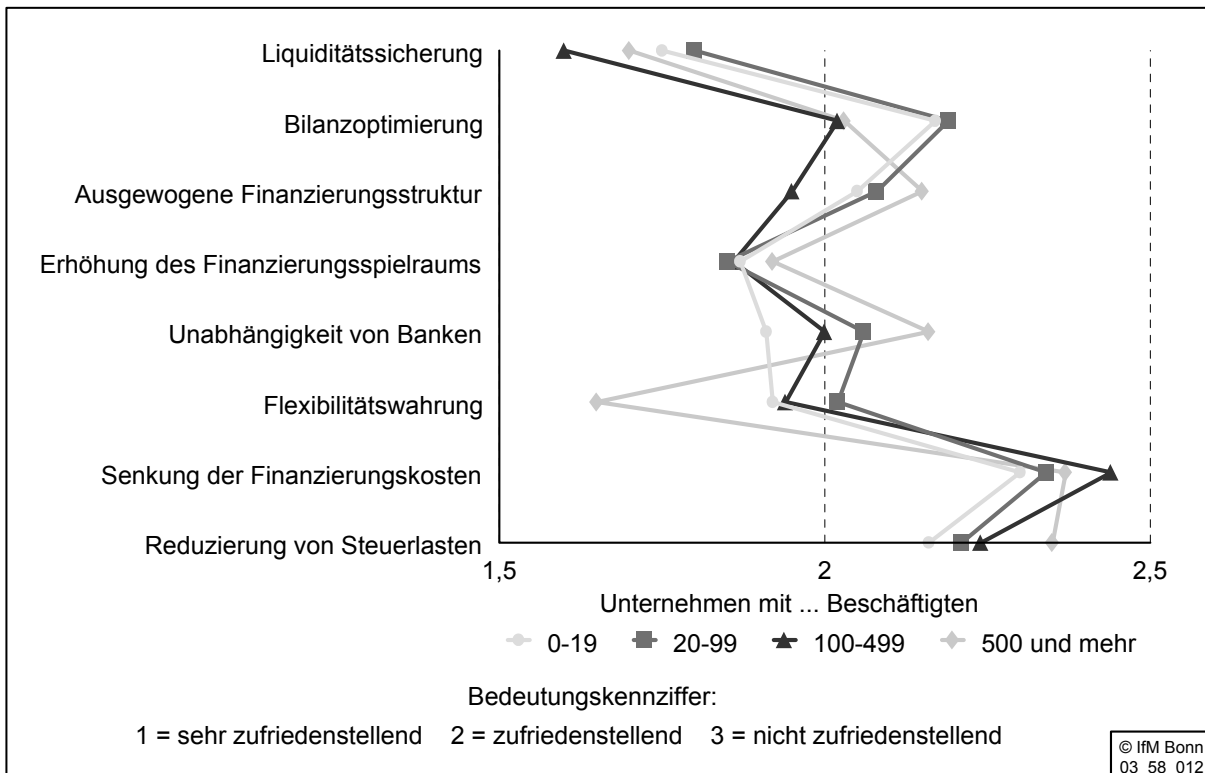 Liquiditätssicherung
Bilanzoptimierung
Ausgewogene Finanzierungsstruktur
Erhöhung des Finanzierungsspielraums
Unabhängigkeit von Banken
Flexibilitätswahrung
Senkung der Finanzierungskosten
Reduzierung von Steuerlasten
1,5 2 2,5
Unternehmen mit ... Beschäftigten
0-19 20-99 100-499 500 und mehr
Bedeutungskennziffer:
1 = sehr zufriedenstellend 2 = zufriedenstellend 3 = nicht zufriedenstellend
© IfM Bonn
03 58 012